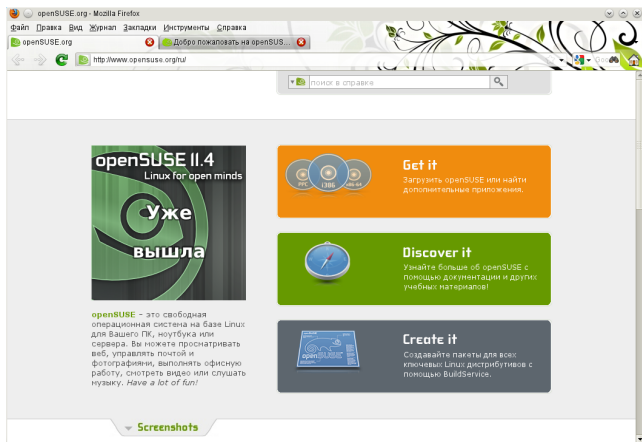 openSUSE.org - Mozilla Firefox
Файл Правка Вид Журнал Закладки Инструменты Справка
openSUSE.org
Добро пожаловать на openSUS...
http://www.opensuse.org/ru/
поиск в справке
openSUSE 11.4
Linux for open minds
Уже
вышла
openSUSE - это свободная
операционная система на базе Linux
для Вашего ПК, ноутбука или
сервера. Вы можете просматривать
веб, управлять почтой и
фотографиями, выполнять офисную
работу, смотреть видео или слушать
музыку. Have a lot of fun!
PPC
i386
x86-64
Get it
Загрузить openSUSE или найти
дополнительные приложения.
Discover it
Узнайте больше об openSUSE с
помощью документации и других
учебных материалов!
openSUSE
Create it
Создавайте пакеты для всех
ключевых Linux дистрибутивов с
помощью BuildService.
Screenshots